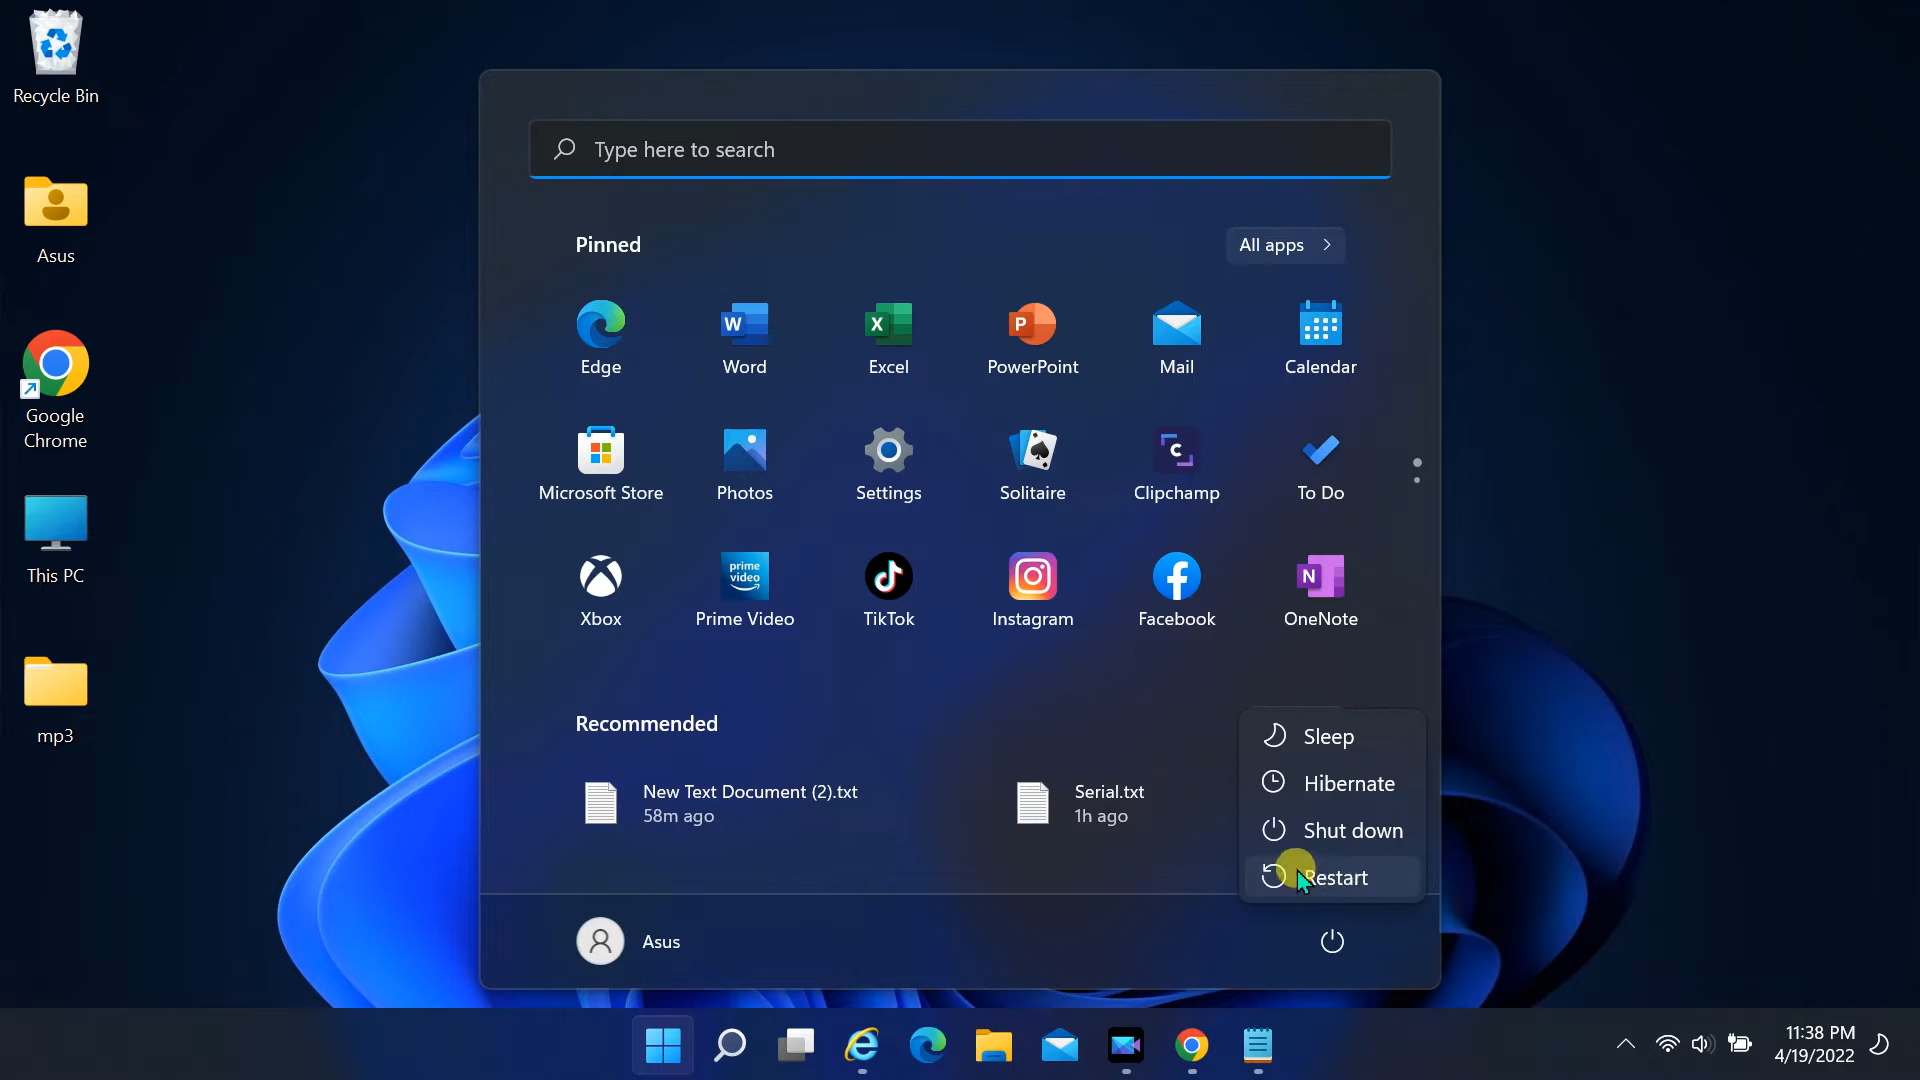 Recycle Bin
Asus
Google
Chrome
This PC
mp3
Type here to search
Pinned
All apps
Edge
Word
Excel
PowerPoint
Mail
Calendar
Microsoft Store
Photos
Settings
Solitaire
Clipchamp
To Do
prime
video
Xbox
Prime Video
TikTok
Instagram
Facebook
OneNote
Recommended
New Text Document (2).txt
58m ago
Serial.txt
1h ago
Sleep
Hibernate
Shut down
Restart
Asus
11:38 PM
4/19/2022